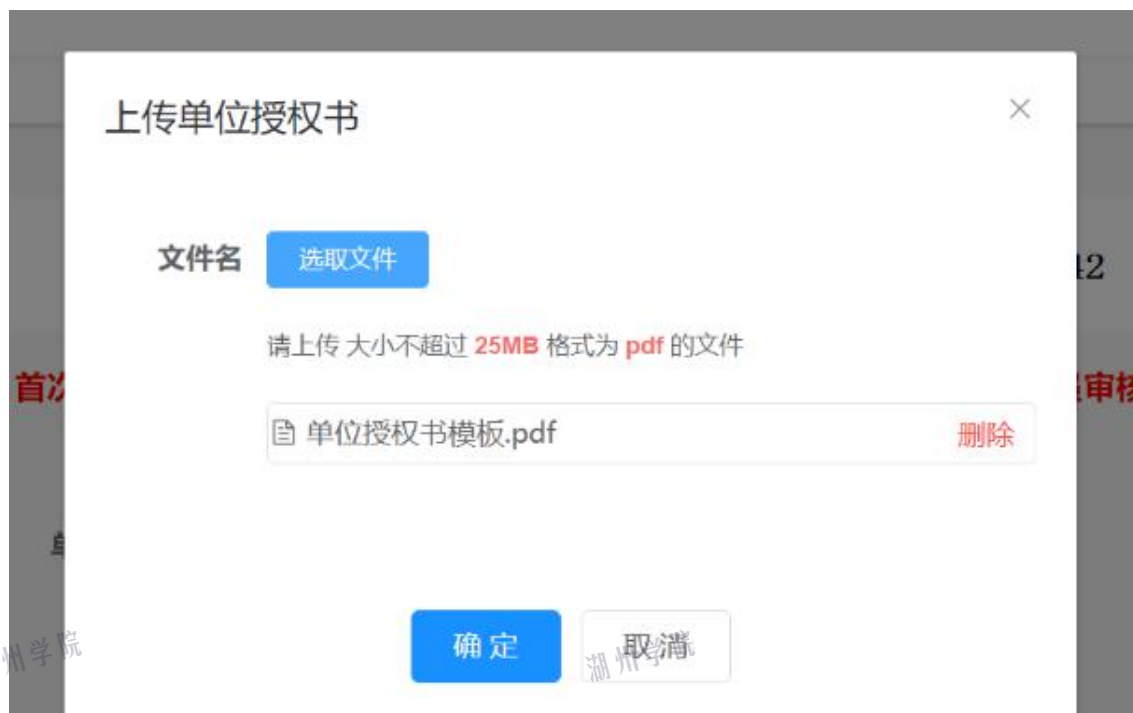 上传单位授权书
文件名 选取文件
请上传 大小不超过 25MB 格式为 pdf 的文件
首次
审核
单位授权书模板.pdf 删除
确定 取消
州学院
湖州学院